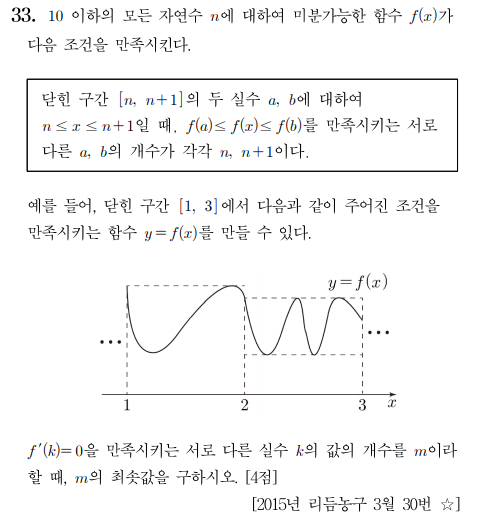 33. 10 이하의 모든 자연수 n에 대하여 미분가능한 함수 f(x)가
다음 조건을 만족시킨다.
닫힌 구간 [n, n+1]의 두 실수 a, b에 대하여
n≤x≤n+1일 때, f(a)≤f(x)≤f(b)를 만족시키는 서로
다른 a, b의 개수가 각각 n, n+1이다.
예를 들어, 닫힌 구간 [1, 3]에서 다음과 같이 주어진 조건을
만족시키는 함수 y=f(x)를 만들 수 있다.
y=f(x)
••• •••
1 2 3 x
f′(k)=0을 만족시키는 서로 다른 실수 k의 값의 개수를 m이라
할 때, m의 최솟값을 구하시오. [4점]
[2015년 리듬농구 3월 30번 ☆]